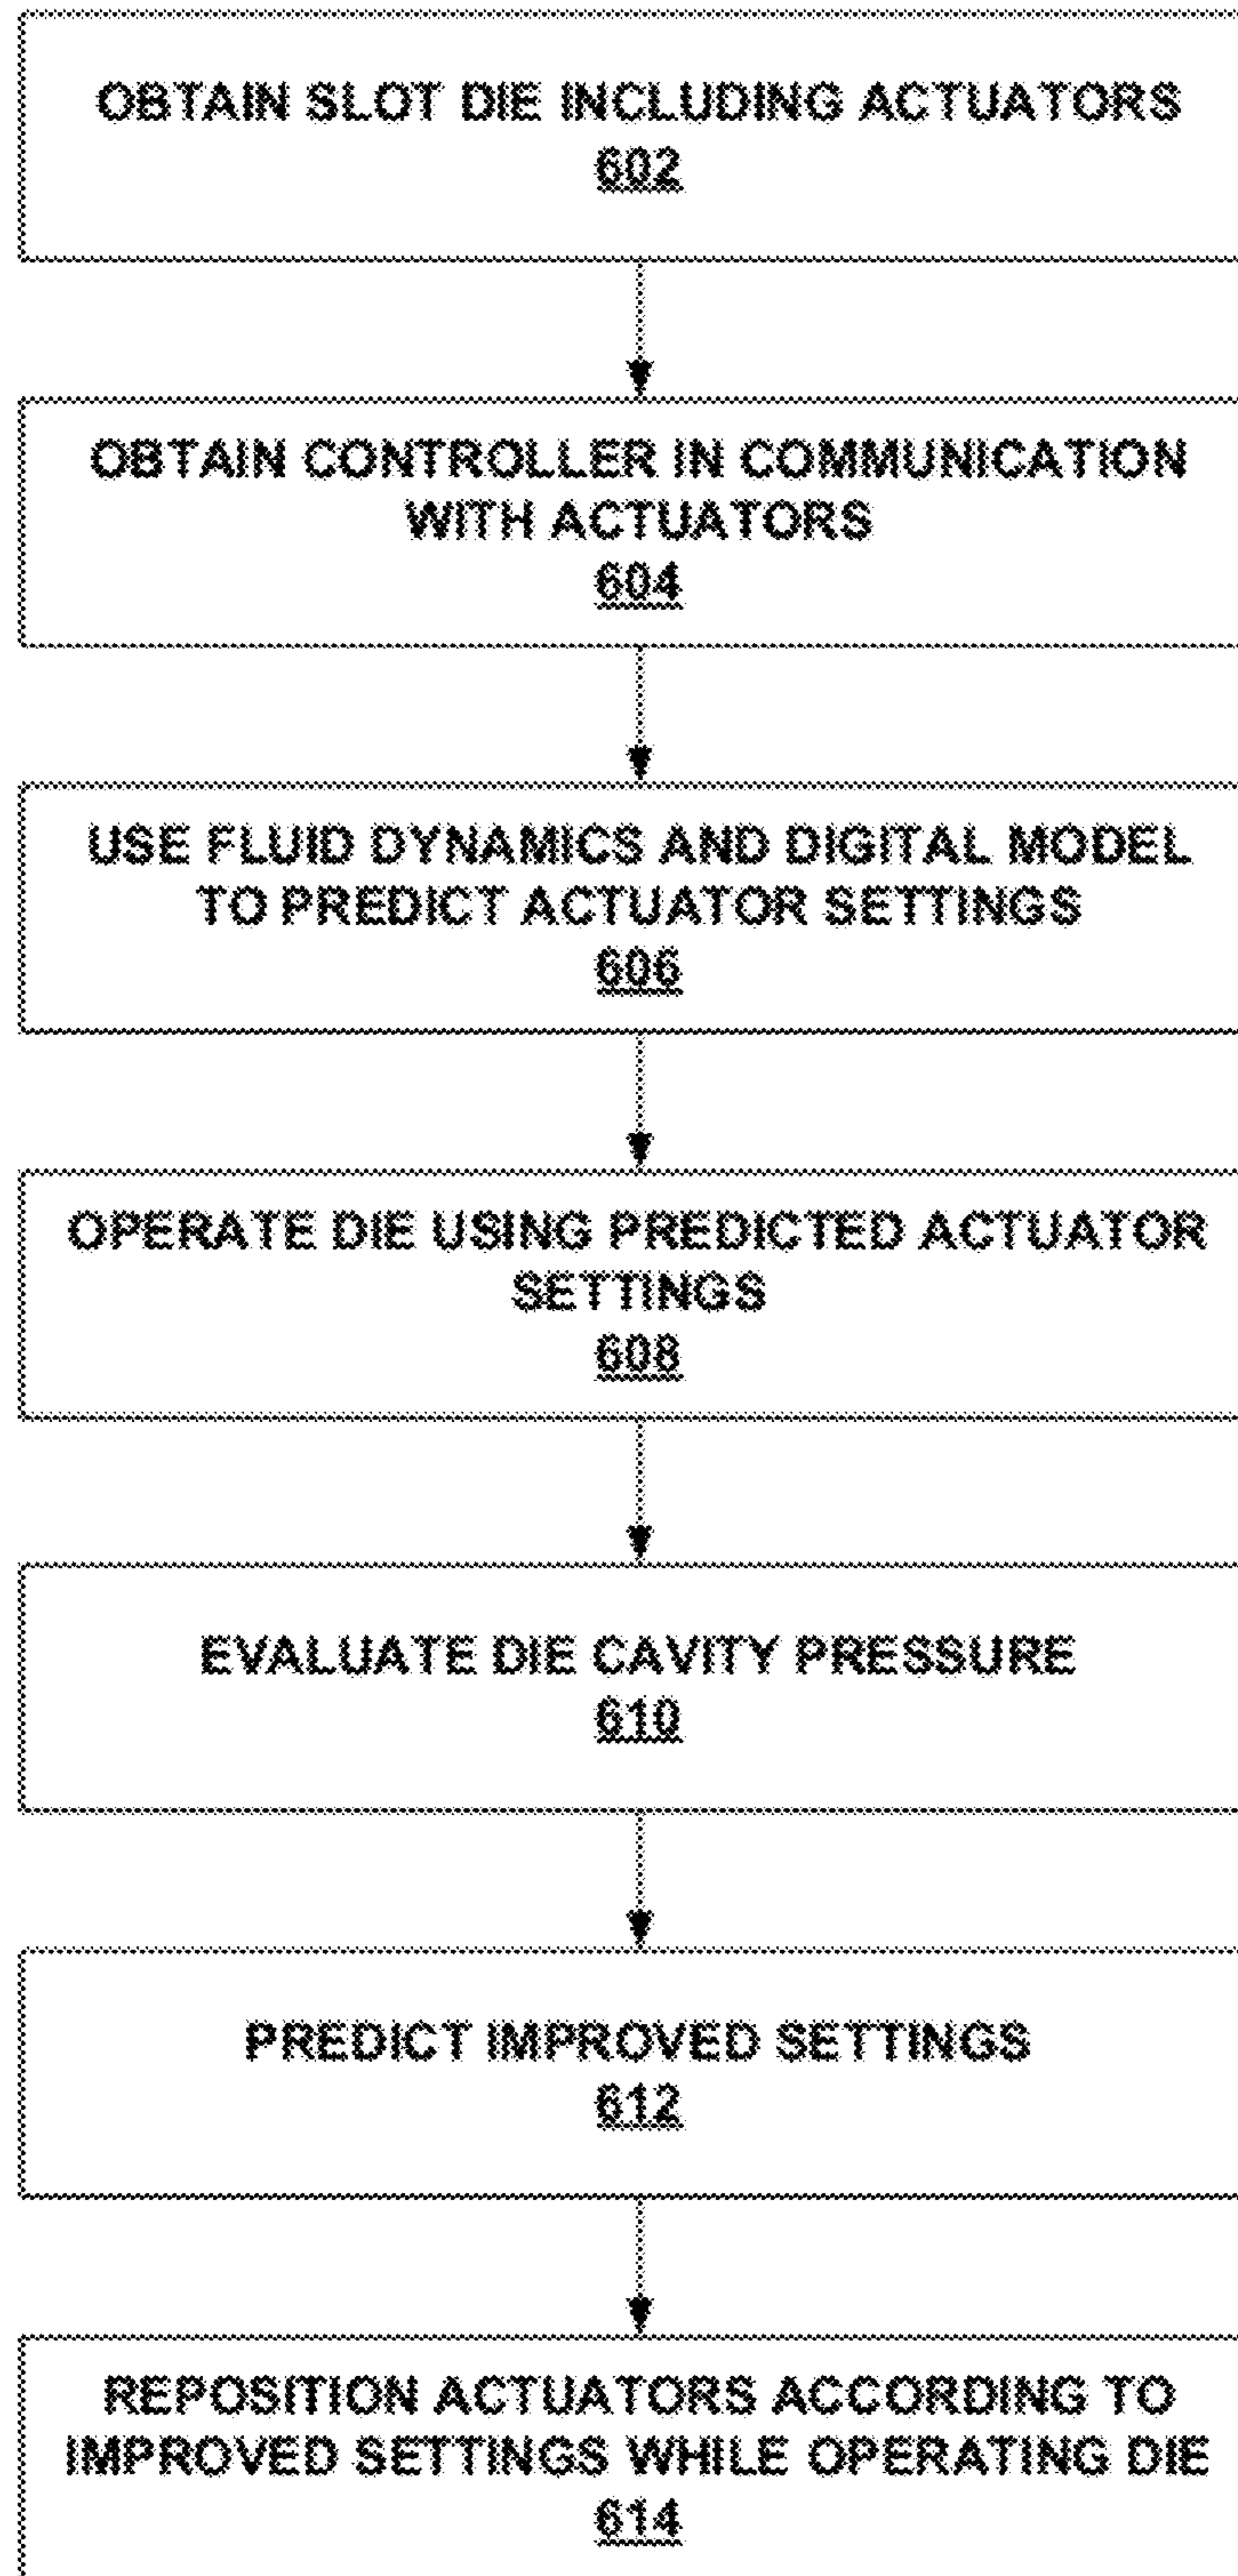 OBTAIN SLOT DIE INCLUDING ACTUATORS
602
OBTAIN CONTROLLER IN COMMUNICATION
WITH ACTUATORS
604
USE FLUID DYNAMICS AND DIGITAL MODEL
TO PREDICT ACTUATOR SETTINGS
606
OPERATE DIE USING PREDICTED ACTUATOR
SETTINGS
608
EVALUATE DIE CAVITY PRESSURE
610
PREDICT IMPROVED SETTINGS
612
REPOSITION ACTUATORS ACCORDING TO
IMPROVED SETTINGS WHILE OPERATING DIE
614